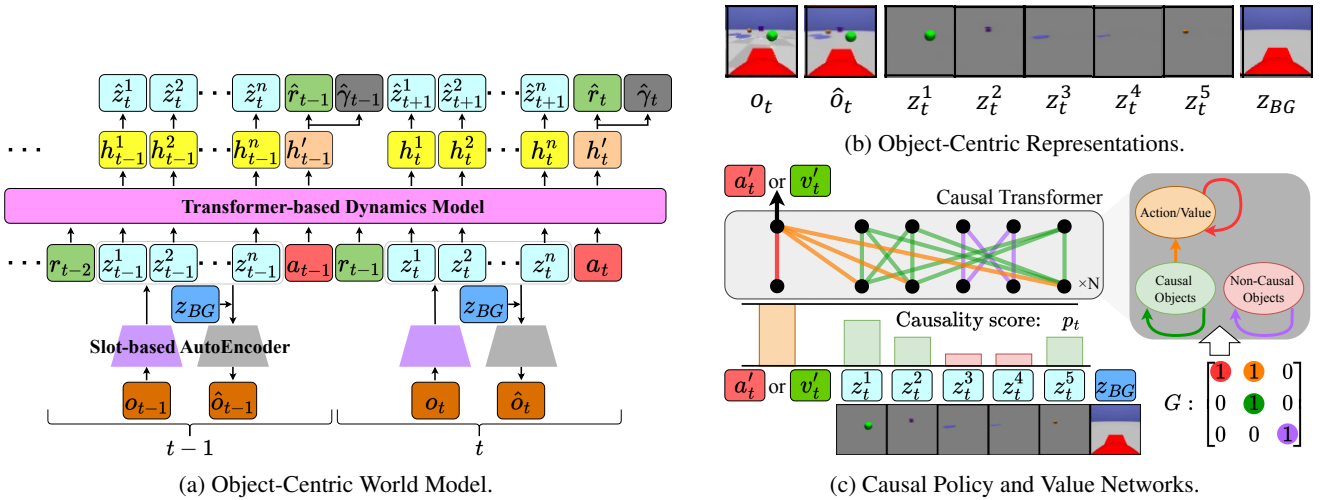 ẑ_t^1 ẑ_t^2 ··· ẑ_t^n r̂_{t-1} γ̂_{t-1} ẑ_{t+1}^1 ẑ_{t+1}^2 ··· ẑ_{t+1}^n r̂_t γ̂_t
··· h_{t-1}^1 h_{t-1}^2 h_{t-1}^n h'_{t-1} h_t^1 h_t^2 h_t^n h'_t
Transformer-based Dynamics Model
··· r_{t-2} z_{t-1}^1 z_{t-1}^2 ··· z_{t-1}^n a_{t-1} r_{t-1} z_t^1 z_t^2 ··· z_t^n a_t
z_{BG} z_{BG}
Slot-based AutoEncoder
o_{t-1} ô_{t-1} o_t ô_t
t − 1 t
(a) Object-Centric World Model.
o_t ô_t z_t^1 z_t^2 z_t^3 z_t^4 z_t^5 z_{BG}
(b) Object-Centric Representations.
a'_t or v'_t
Causal Transformer
×N
Causality score: p_t
a'_t or v'_t z_t^1 z_t^2 z_t^3 z_t^4 z_t^5 z_{BG}
Action/Value
Causal
Objects
Non-Causal
Objects
1 1 0
G : 0 1 0
0 0 1
(c) Causal Policy and Value Networks.